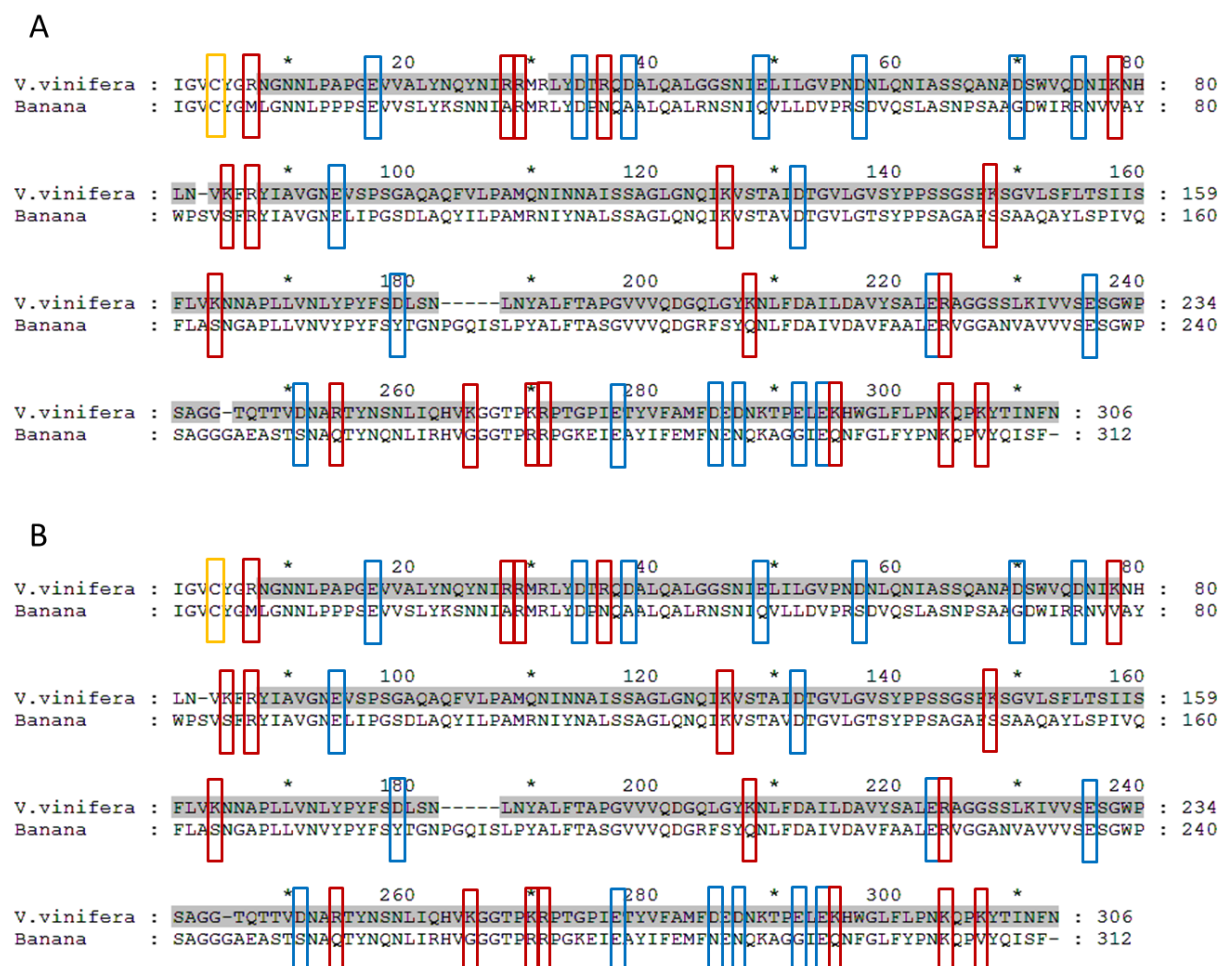 A
* 20 * 40 * 60 * 80
V.vinifera : IGVCYGRNGNNLPAPGEVVALYNQYNIRRMRLYDTRQDALQALGGSNIELILGVPNDNLQNIASSQANADSWVQDNIKNH : 80
Banana : IGVCYGMLGNNLPPPSEVVSLYKSNNIARMRLYDPNQAALQALRNSNIQVLLDVPRSDVQSLASNPSAAGDWIRRNVVAY : 80
* 100 * 120 * 140 * 160
V.vinifera : LN-VKFRYIAVGNEVSPSGAQAQFVLPAMQNINNAISSAGLGNQIKVSTAIDTGVLGVSYPPSSGSFKSGVLSFLTSIIS : 159
Banana : WPSVSFRYIAVGNELIPGSDLAQYILPAMRNIYNALSSAGLQNQIKVSTAVDTGVLGTSYPPSAGAFSSAAQAYLSPIVQ : 160
* 180 * 200 * 220 * 240
V.vinifera : FLVKNNAPLLVNLYPYFSDLSN-----LNYALFTAPGVVVQDGQLGYKNLFDAILDAVYSALERAGGSSLKIVVSESGWP : 234
Banana : FLASNGAPLLVNVYPYFSYTGNPGQISLPYALFTASGVVVQDGRFSYQNLFDAIVDAVFAALERVGGANVAVVVSESGWP : 240
* 260 * 280 * 300 *
V.vinifera : SAGG-TQTTVDNARTYNSNLIQHVKGGTPKRPTGPIETYVFAMFDEDNKTPELEKHWGLFLPNKQPKYTINFN : 306
Banana : SAGGGAEASTSNAQTYNQNLIRHVGGGTPRRPGKEIEAYIFEMFNENQKAGGIEQNFGLFYPNKQPVYQISF- : 312
B
* 20 * 40 * 60 * 80
V.vinifera : IGVCYGRNGNNLPAPGEVVALYNQYNIRRMRLYDTRQDALQALGGSNIELILGVPNDNLQNIASSQANADSWVQDNIKNH : 80
Banana : IGVCYGMLGNNLPPPSEVVSLYKSNNIARMRLYDPNQAALQALRNSNIQVLLDVPRSDVQSLASNPSAAGDWIRRNVVAY : 80
* 100 * 120 * 140 * 160
V.vinifera : LN-VKFRYIAVGNEVSPSGAQAQFVLPAMQNINNAISSAGLGNQIKVSTAIDTGVLGVSYPPSSGSFKSGVLSFLTSIIS : 159
Banana : WPSVSFRYIAVGNELIPGSDLAQYILPAMRNIYNALSSAGLQNQIKVSTAVDTGVLGTSYPPSAGAFSSAAQAYLSPIVQ : 160
* 180 * 200 * 220 * 240
V.vinifera : FLVKNNAPLLVNLYPYFSDLSN-----LNYALFTAPGVVVQDGQLGYKNLFDAILDAVYSALERAGGSSLKIVVSESGWP : 234
Banana : FLASNGAPLLVNVYPYFSYTGNPGQISLPYALFTASGVVVQDGRFSYQNLFDAIVDAVFAALERVGGANVAVVVSESGWP : 240
* 260 * 280 * 300 *
V.vinifera : SAGG-TQTTVDNARTYNSNLIQHVKGGTPKRPTGPIETYVFAMFDEDNKTPELEKHWGLFLPNKQPKYTINFN : 306
Banana : SAGGGAEASTSNAQTYNQNLIRHVGGGTPRRPGKEIEAYIFEMFNENQKAGGIEQNFGLFYPNKQPVYQISF- : 312